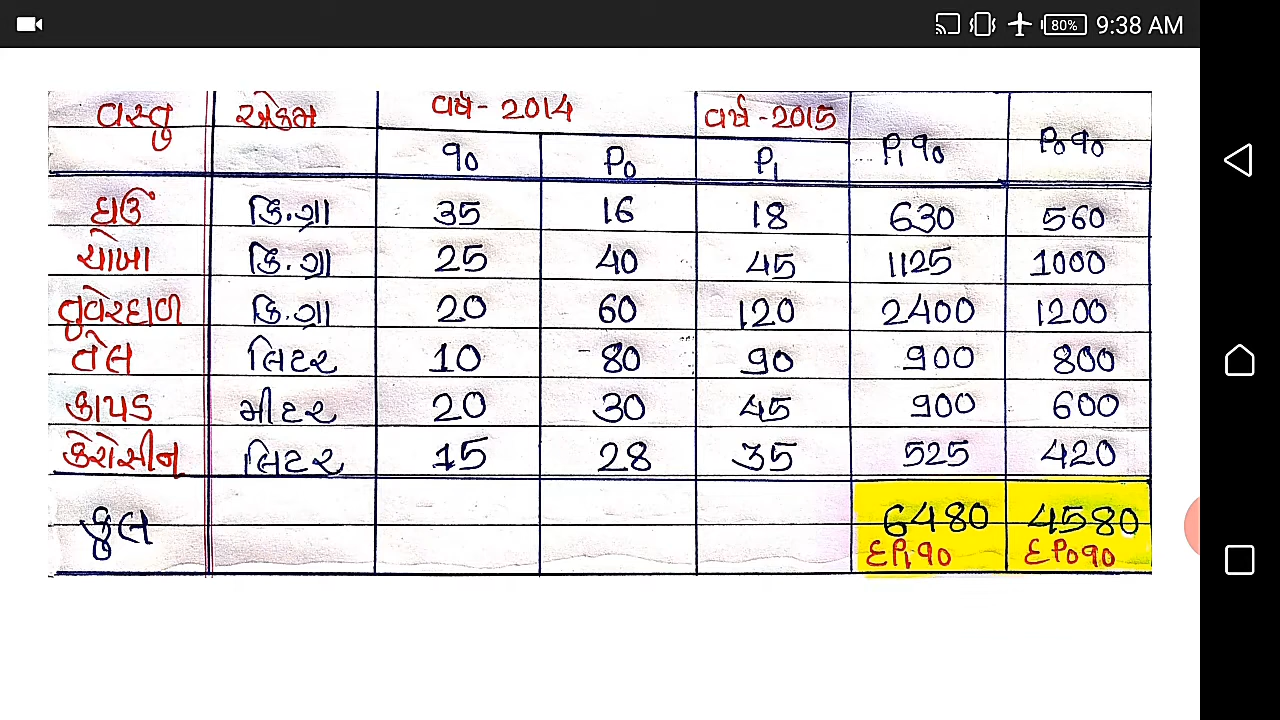 80% 9:38 AM
વસ્તુ એકમ વર્ષ - 2014 વર્ષ - 2015 P₁q₀ P₀q₀
q₀ P₀ P₁
ઘઉં કિ.ગ્રા 35 16 18 630 560
ચોખા કિ.ગ્રા 25 40 45 1125 1000
તુવેરદાળ કિ.ગ્રા 20 60 120 2400 1200
તેલ લિટર 10 80 90 900 800
કાપડ મીટર 20 30 45 900 600
કેરોસીન લિટર 15 28 35 525 420
કુલ 6480 4580
ΣP₁q₀ ΣP₀q₀